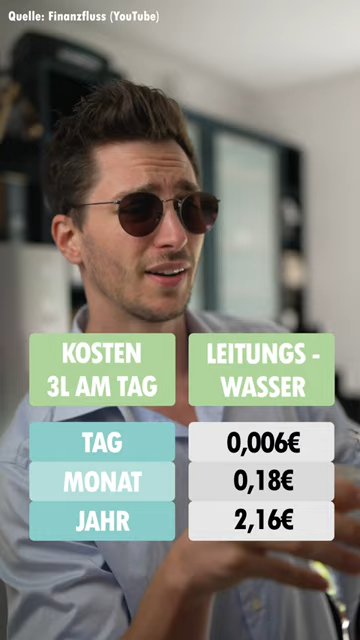 Quelle: Finanzfluss (YouTube)
KOSTEN
3L AM TAG
LEITUNGS -
WASSER
TAG
0,006€
MONAT
0,18€
JAHR
2,16€